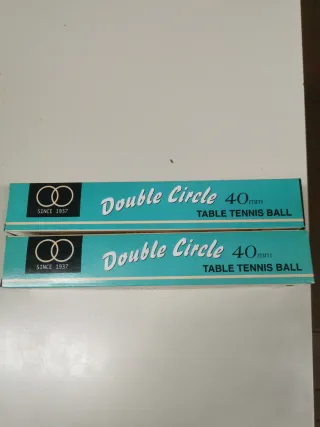 SINCE 1937
Double Circle 40mm
TABLE TENNIS BALL
SINCE 1937
Double Circle 40mm
TABLE TENNIS BALL